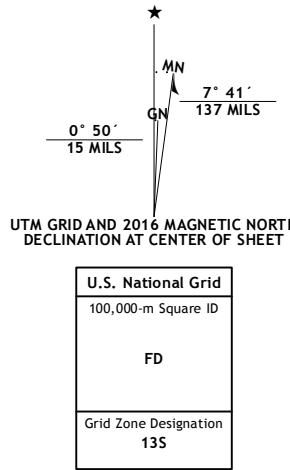 MN
7° 41´
137 MILS
GN
0° 50´
15 MILS
UTM GRID AND 2016 MAGNETIC NORTH
DECLINATION AT CENTER OF SHEET
U.S. National Grid
100,000-m Square ID
FD
Grid Zone Designation
13S